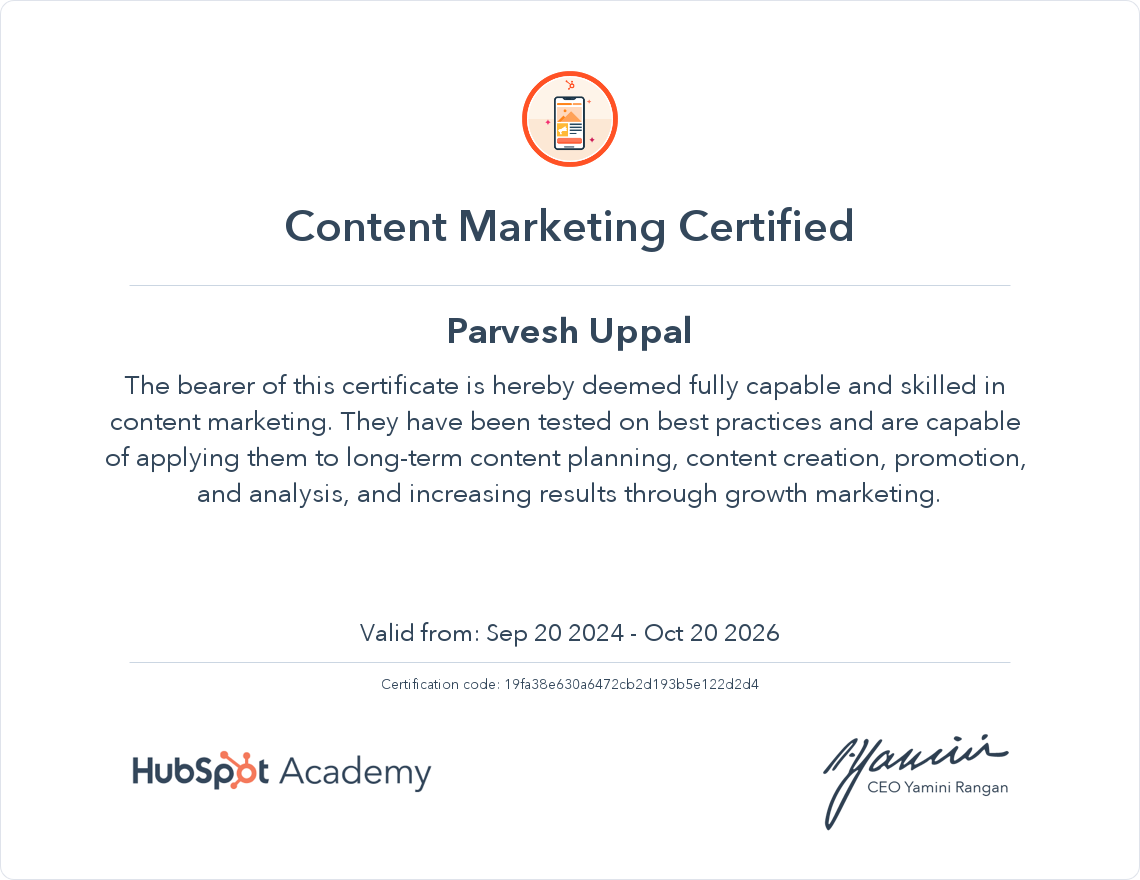 Content Marketing Certified
Parvesh Uppal
The bearer of this certificate is hereby deemed fully capable and skilled in
content marketing. They have been tested on best practices and are capable
of applying them to long-term content planning, content creation, promotion,
and analysis, and increasing results through growth marketing.
Valid from: Sep 20 2024 - Oct 20 2026
Certification code: 19fa38e630a6472cb2d193b5e122d2d4
HubSpot Academy
CEO Yamini Rangan